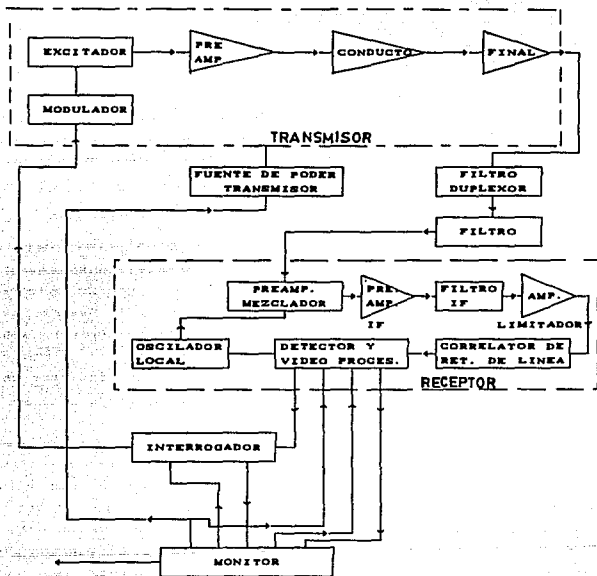 EXCITADOR
PRE
AMP
CONDUCTO
FINAL
MODULADOR
TRANSMISOR
FUENTE DE PODER
TRANSMISOR
FILTRO
DUPLEXOR
FILTRO
PREAMP.
MEZCLADOR
PRE
AMP.
IF
FILTRO
IF
AMP.
LIMITADOR
OSCILADOR
LOCAL
DETECTOR Y
VIDEO PROCES.
CORRELATOR DE
RET. DE LINEA
RECEPTOR
INTERROGADOR
MONITOR